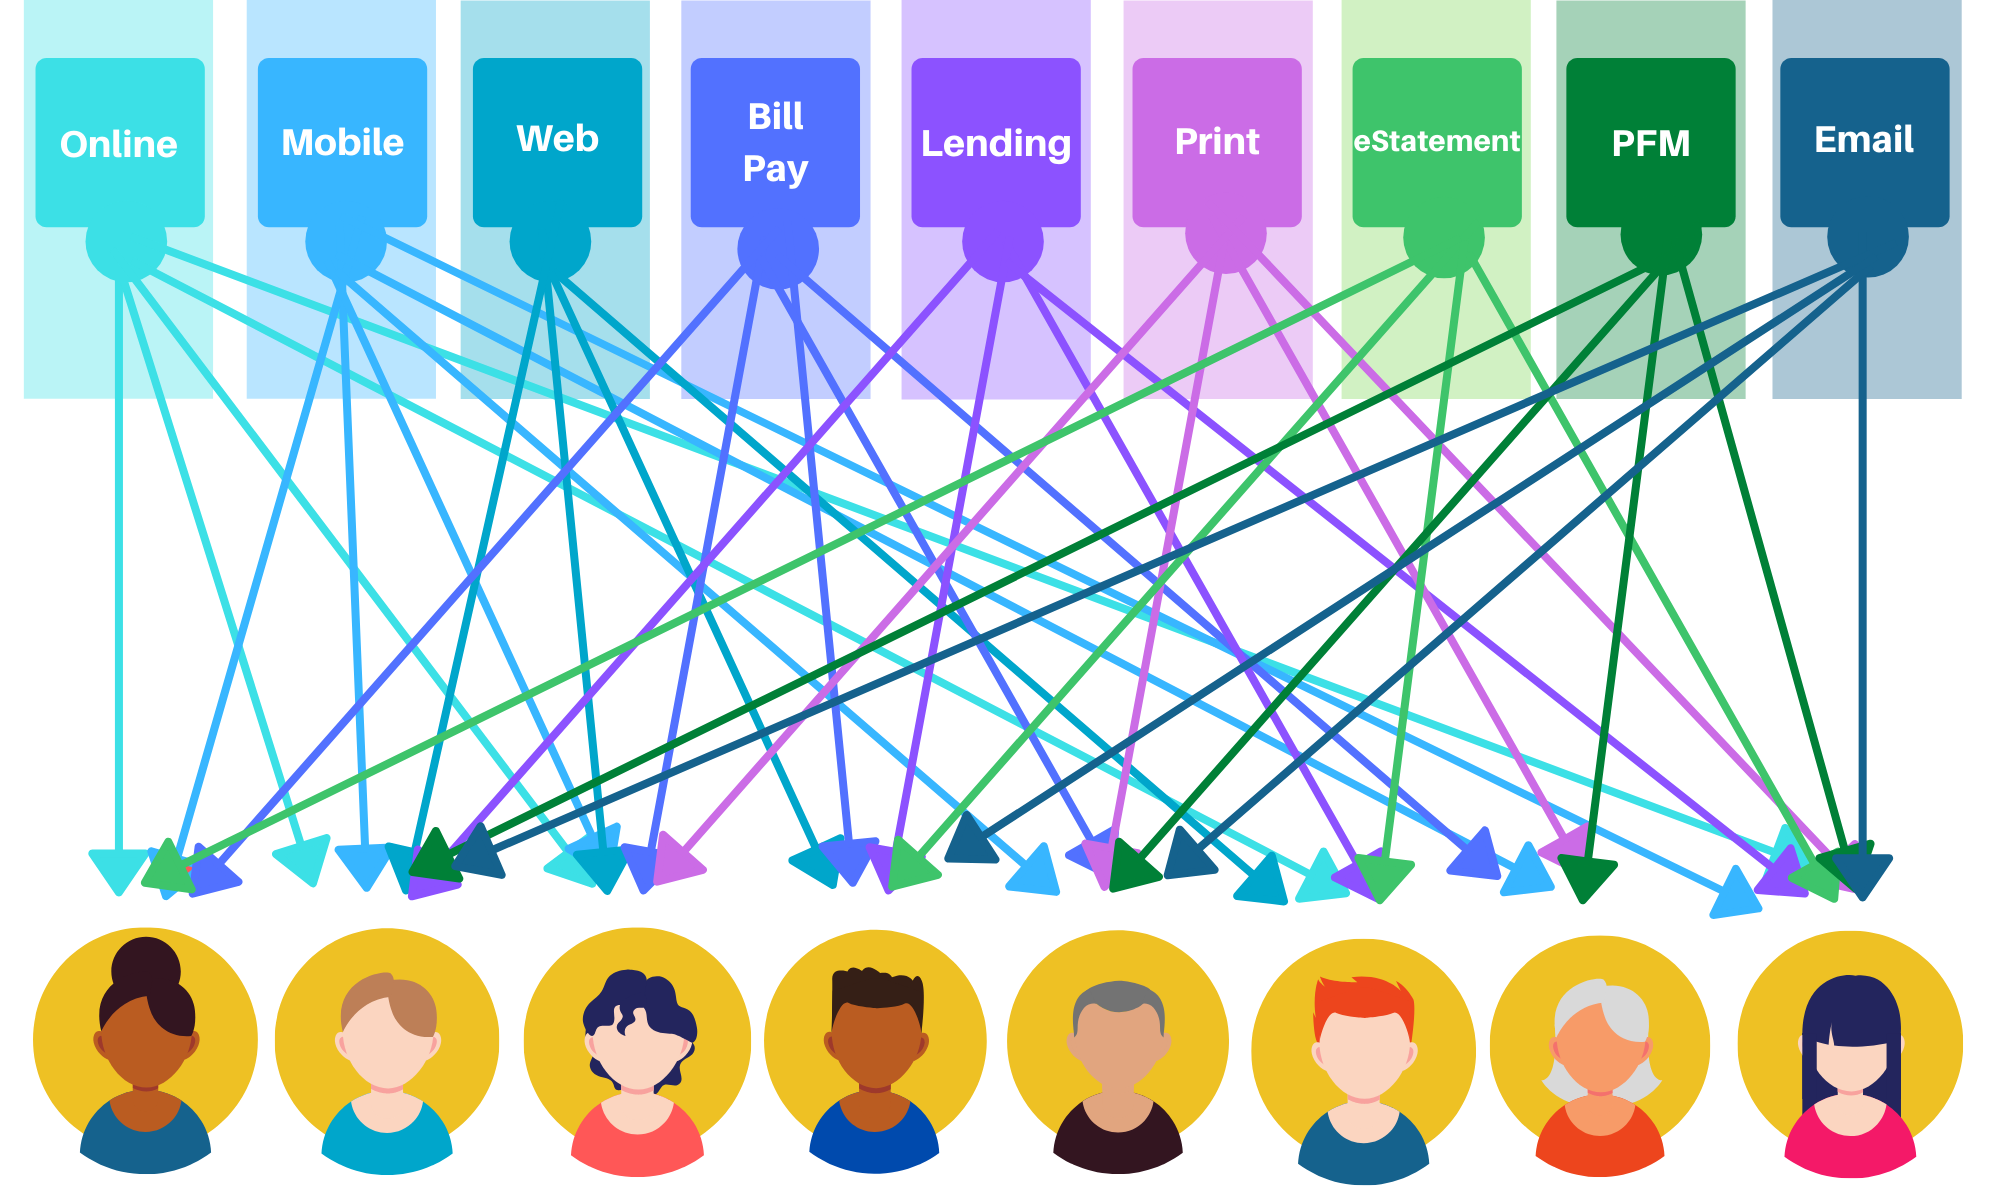 Online
Mobile
Web
Bill
Pay
Lending
Print
eStatement
PFM
Email